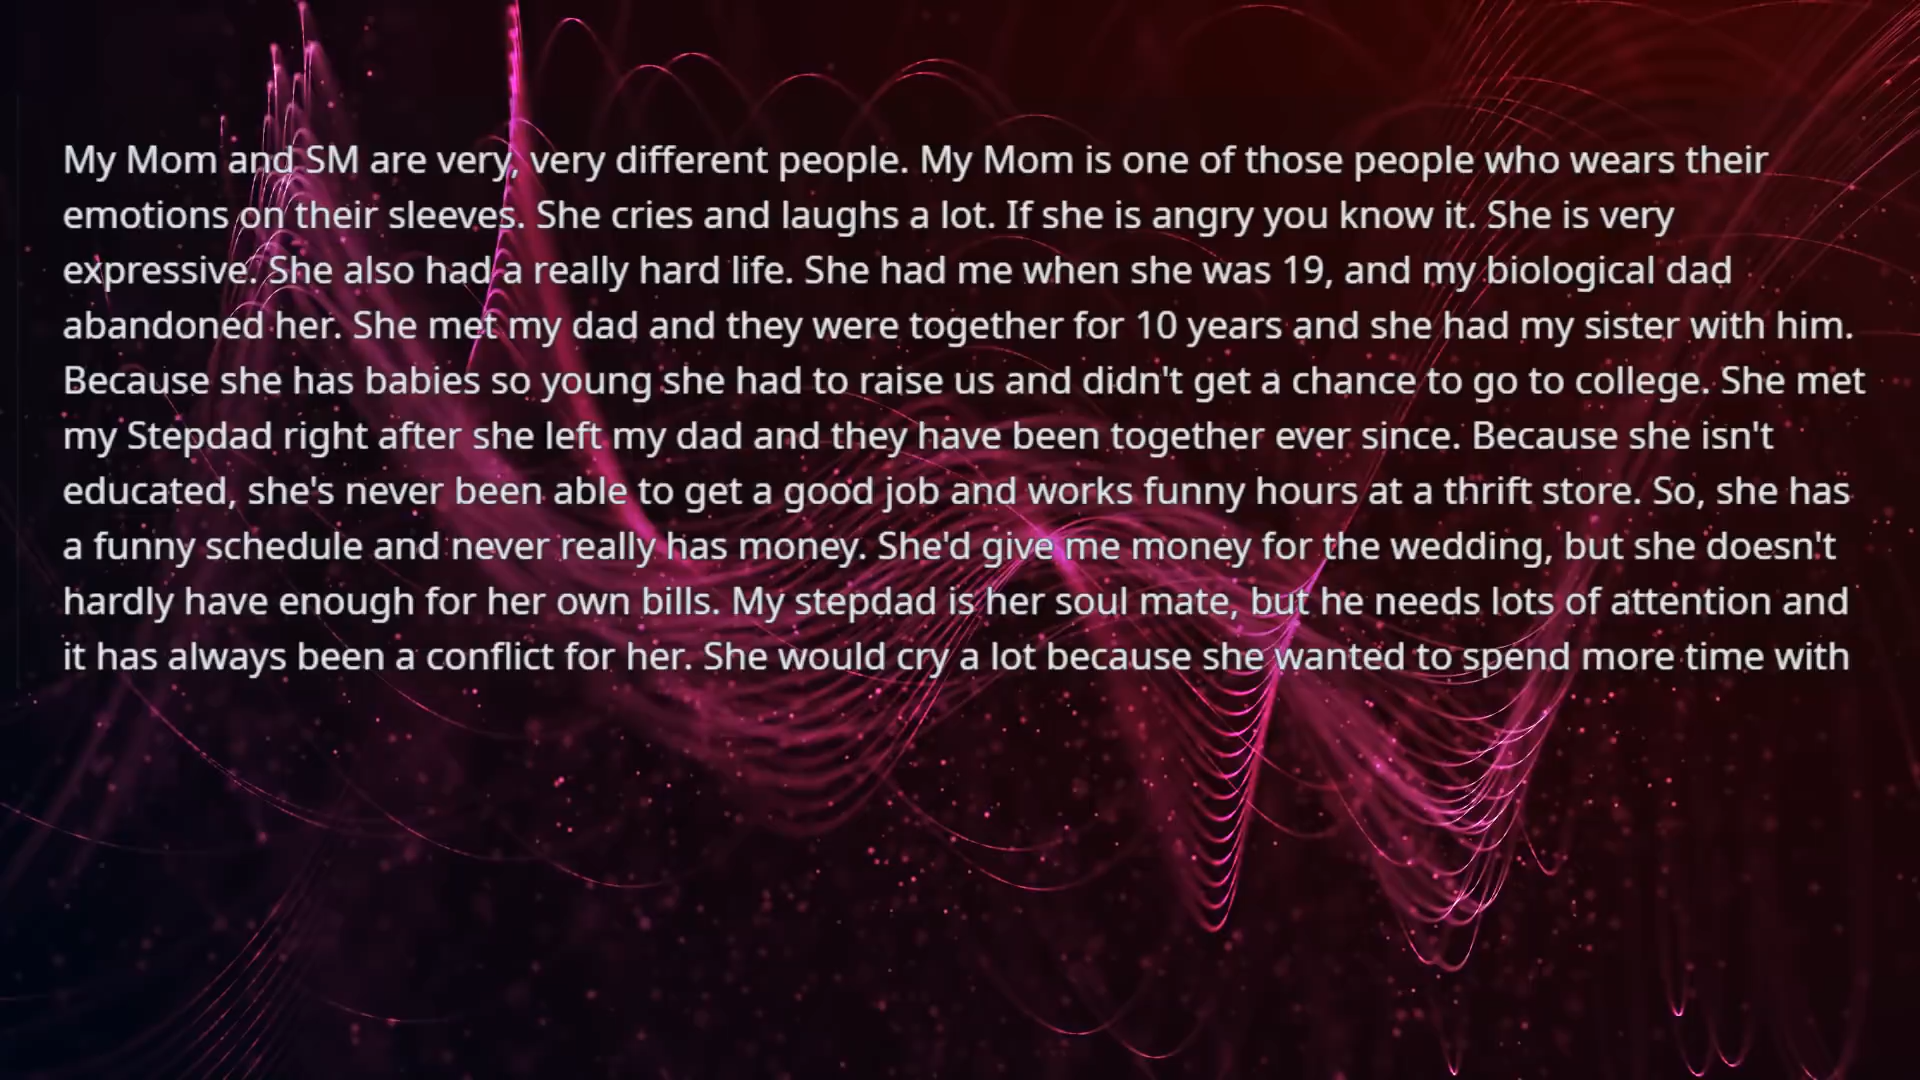 My Mom and SM are very, very different people. My Mom is one of those people who wears their
emotions on their sleeves. She cries and laughs a lot. If she is angry you know it. She is very
expressive. She also had a really hard life. She had me when she was 19, and my biological dad
abandoned her. She met my dad and they were together for 10 years and she had my sister with him.
Because she has babies so young she had to raise us and didn't get a chance to go to college. She met
my Stepdad right after she left my dad and they have been together ever since. Because she isn't
educated, she's never been able to get a good job and works funny hours at a thrift store. So, she has
a funny schedule and never really has money. She'd give me money for the wedding, but she doesn't
hardly have enough for her own bills. My stepdad is her soul mate, but he needs lots of attention and
it has always been a conflict for her. She would cry a lot because she wanted to spend more time with